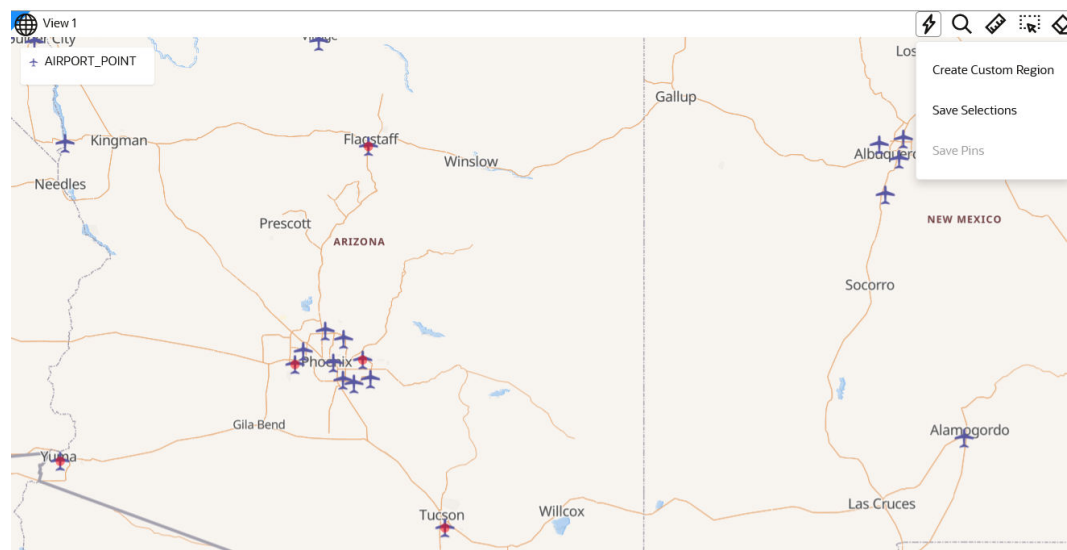 View 1
AIRPORT_POINT
Los
Create Custom Region
Save Selections
Save Pins
Gallup
Kingman
Flagstaff
Winslow
Albuquerq
Needles
Prescott
ARIZONA
NEW MEXICO
Socorro
Phoenix
Gila Bend
Alamogordo
Yuma
Tucson
Willcox
Las Cruces